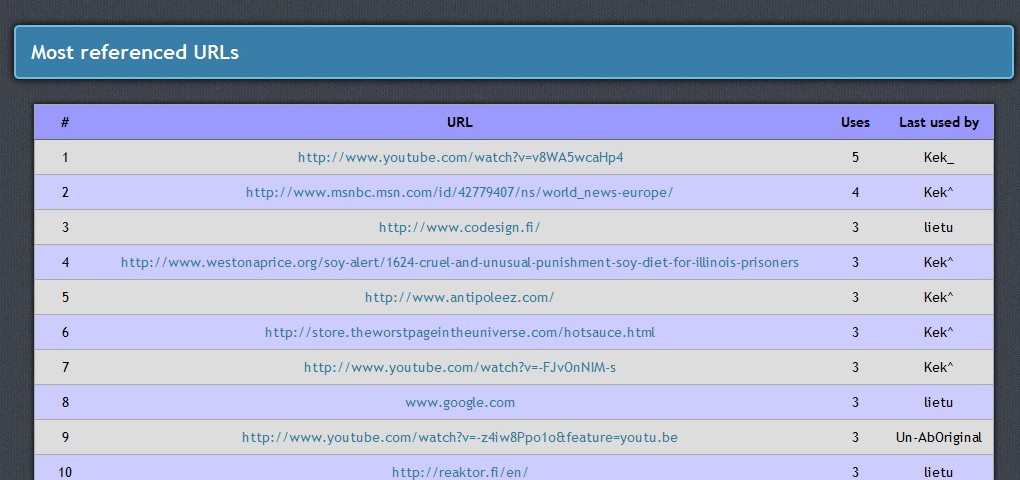 Most referenced URLs
# URL Uses Last used by
1 http://www.youtube.com/watch?v=v8WA5wcaHp4 5 Kek_
2 http://www.msnbc.msn.com/id/42779407/ns/world_news-europe/ 4 Kek^
3 http://www.codesign.fi/ 3 lietu
4 http://www.westonaprice.org/soy-alert/1624-cruel-and-unusual-punishment-soy-diet-for-illinois-prisoners 3 Kek^
5 http://www.antipoleez.com/ 3 Kek^
6 http://store.theworstpageintheuniverse.com/hotsauce.html 3 Kek^
7 http://www.youtube.com/watch?v=-FJvOnNIM-s 3 Kek^
8 www.google.com 3 lietu
9 http://www.youtube.com/watch?v=-z4iw8Ppo1o&feature=youtu.be 3 Un-AbOriginal
10 http://reaktor.fi/en/ 3 lietu